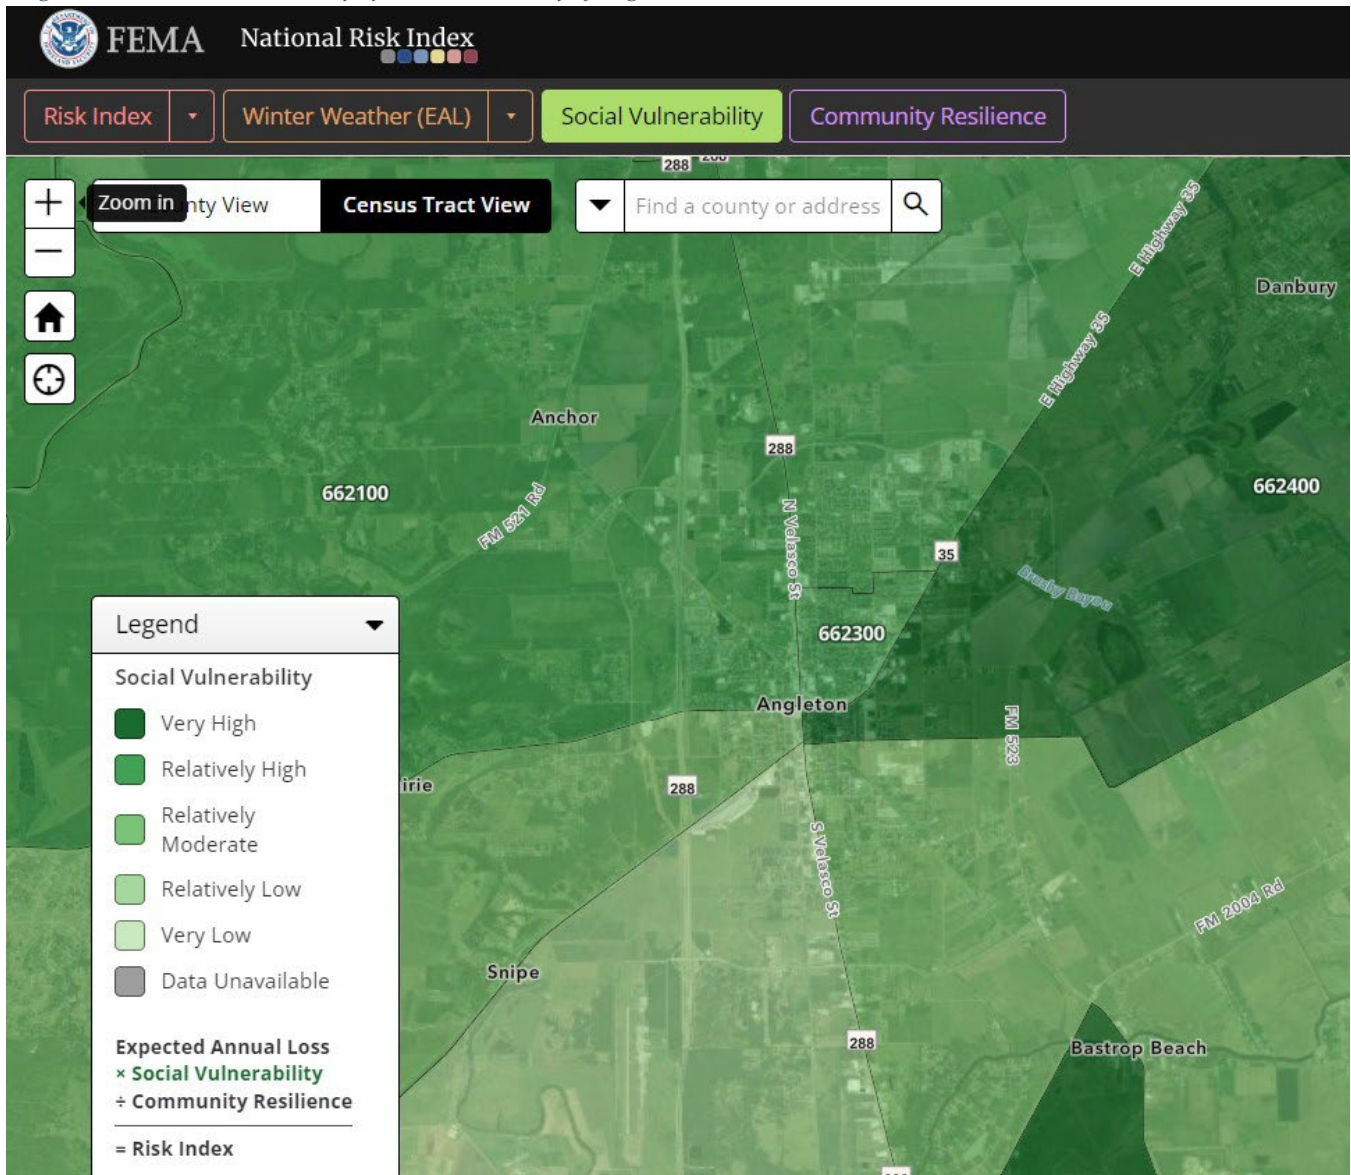 FEMA
National Risk Index
Risk Index
Winter Weather (EAL)
Social Vulnerability
Community Resilience
288
Zoom in
nty View
Census Tract View
Find a county or address
E Highway 35
Danbury
E Highway 35
Anchor
288
662100
662400
FM 521 Rd
N Velasco St
35
Brushy Bayou
Legend
662300
Social Vulnerability
Angleton
Very High
FM 523
Relatively High
irie
288
Relatively
Moderate
S Velasco St
Relatively Low
FM 2004 Rd
Very Low
Snipe
Data Unavailable
288
Bastrop Beach
Expected Annual Loss
× Social Vulnerability
÷ Community Resilience
= Risk Index